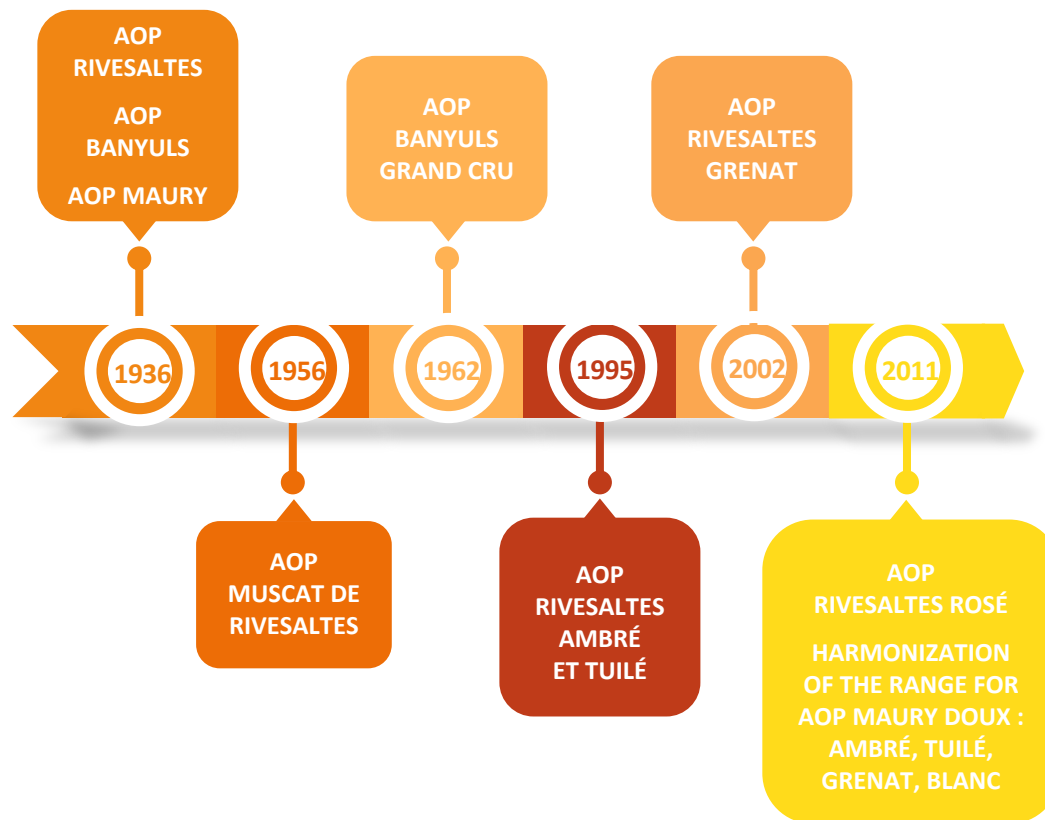 AOP
RIVESALTES
AOP
BANYULS
AOP MAURY
AOP
BANYULS
GRAND CRU
AOP
RIVESALTES
GRENAT
1936
1956
1962
1995
2002
2011
AOP
MUSCAT DE
RIVESALTES
AOP
RIVESALTES
AMBRÉ
ET TUILÉ
AOP
RIVESALTES ROSÉ
HARMONIZATION
OF THE RANGE FOR
AOP MAURY DOUX :
AMBRÉ, TUILÉ,
GRENAT, BLANC